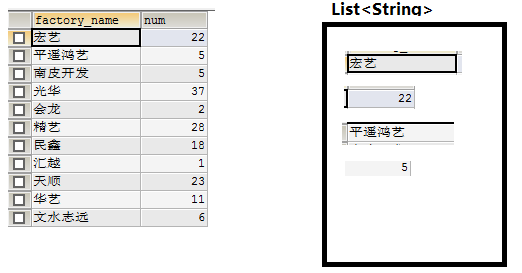 factory_name num
宏艺 22
平遥鸿艺 5
南皮开发 5
光华 37
会龙 2
精艺 28
民鑫 18
汇越 1
天顺 23
华艺 11
文水志远 6
List<String>
宏艺
22
平遥鸿艺
5